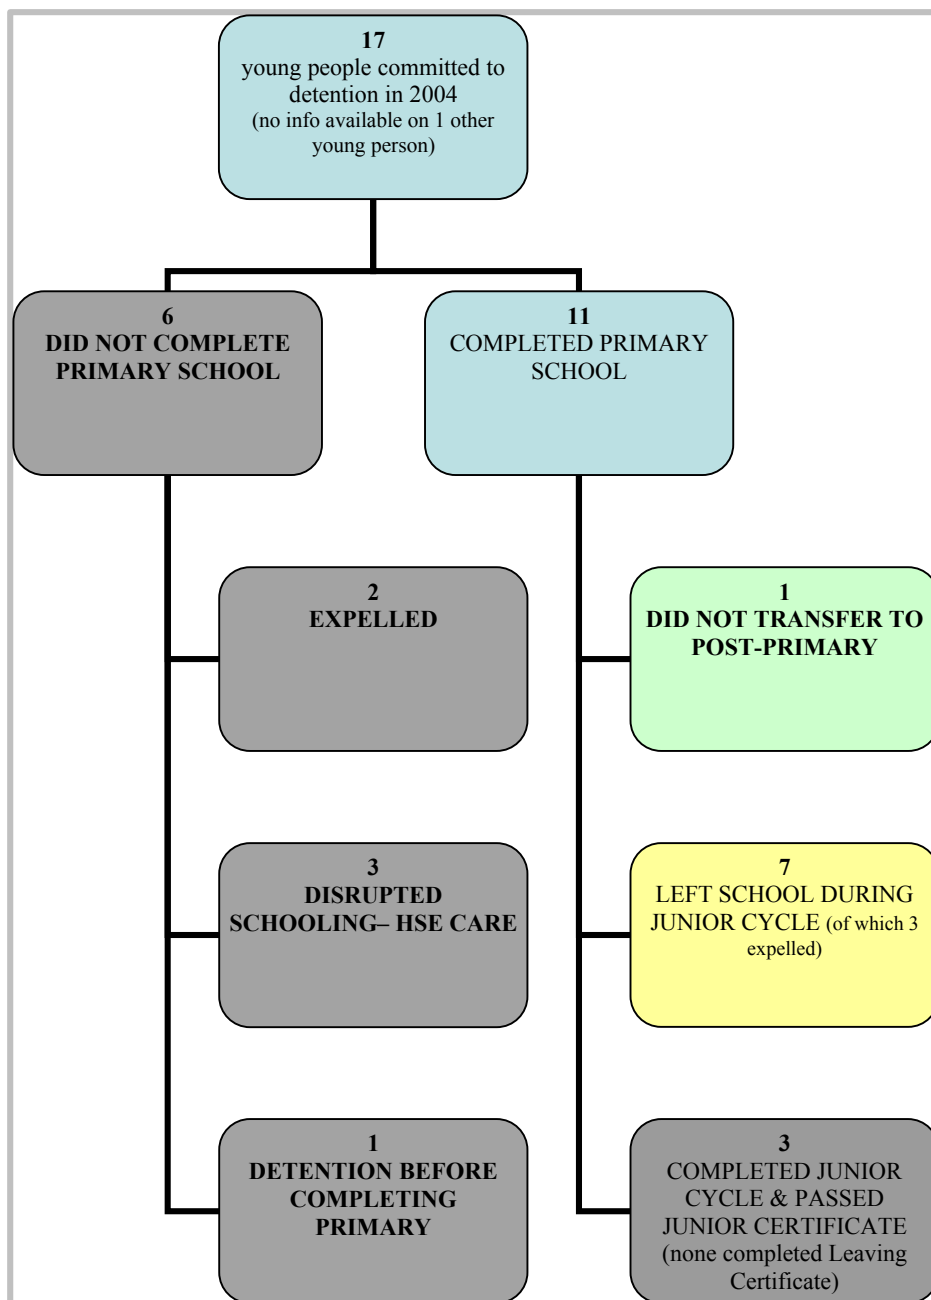 17
young people committed to
detention in 2004
(no info available on 1 other
young person)
6
DID NOT COMPLETE
PRIMARY SCHOOL
11
COMPLETED PRIMARY
SCHOOL
2
EXPELLED
1
DID NOT TRANSFER TO
POST-PRIMARY
3
DISRUPTED
SCHOOLING– HSE CARE
7
LEFT SCHOOL DURING
JUNIOR CYCLE (of which 3
expelled)
1
DETENTION BEFORE
COMPLETING
PRIMARY
3
COMPLETED JUNIOR
CYCLE & PASSED
JUNIOR CERTIFICATE
(none completed Leaving
Certificate)